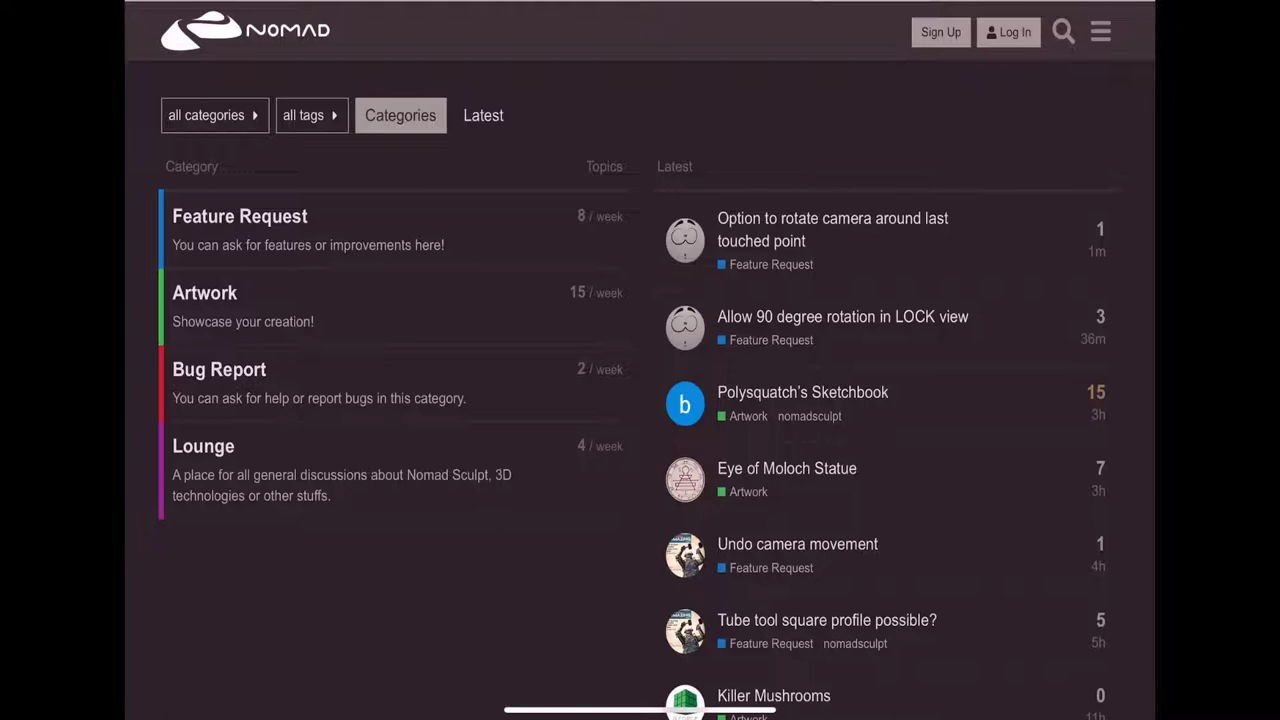 NOMAD
Sign Up
Log In
all categories
all tags
Categories
Latest
Category
Topics
Feature Request
8 / week
You can ask for features or improvements here!
Artwork
15 / week
Showcase your creation!
Bug Report
2 / week
You can ask for help or report bugs in this category.
Lounge
4 / week
A place for all general discussions about Nomad Sculpt, 3D
technologies or other stuffs.
Latest
Option to rotate camera around last
touched point
1
Feature Request
1m
Allow 90 degree rotation in LOCK view
3
Feature Request
36m
b
Polysquatch's Sketchbook
15
Artwork nomadsculpt
3h
Eye of Moloch Statue
7
Artwork
3h
Undo camera movement
1
Feature Request
4h
Tube tool square profile possible?
5
Feature Request nomadsculpt
5h
Killer Mushrooms
0
Artwork
11h